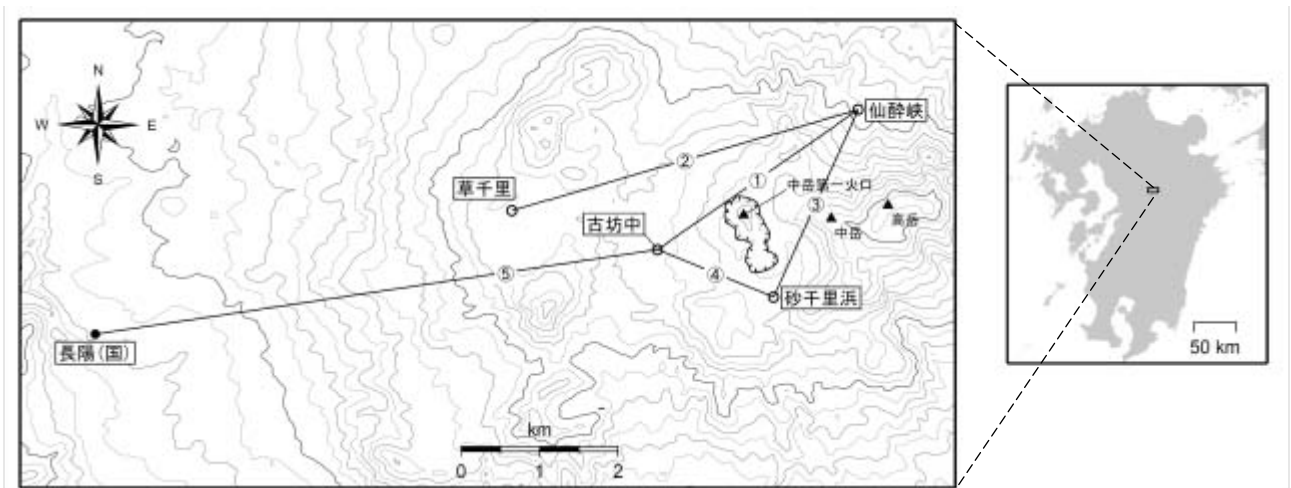 N
W
E
S
仙酔峡
②
草千里
①
中岳第一火口
③
高岳
中岳
古坊中
④
⑤
砂千里浜
長陽(国)
km
0 1 2
50 km